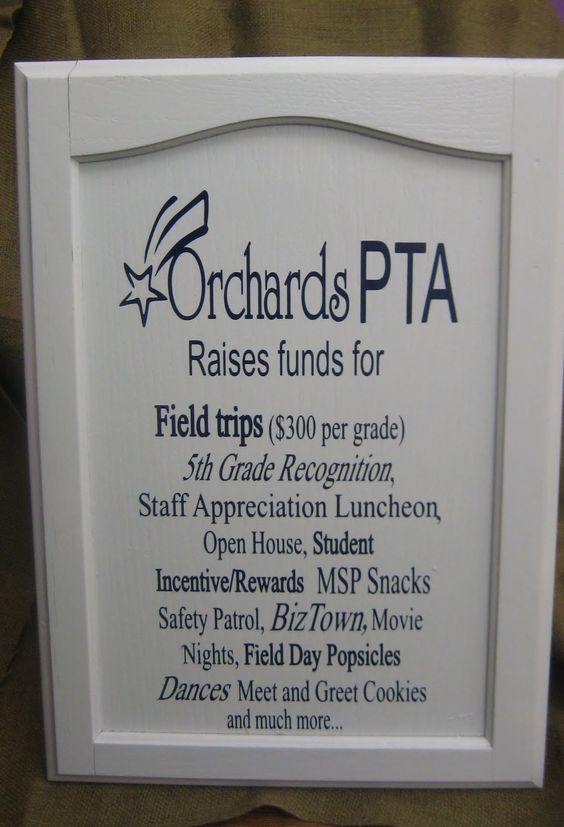 Orchards PTA
Raises funds for
Field trips ($300 per grade)
5th Grade Recognition,
Staff Appreciation Luncheon,
Open House, Student
Incentive/Rewards MSP Snacks
Safety Patrol, BizTown, Movie
Nights, Field Day Popsicles
Dances Meet and Greet Cookies
and much more...